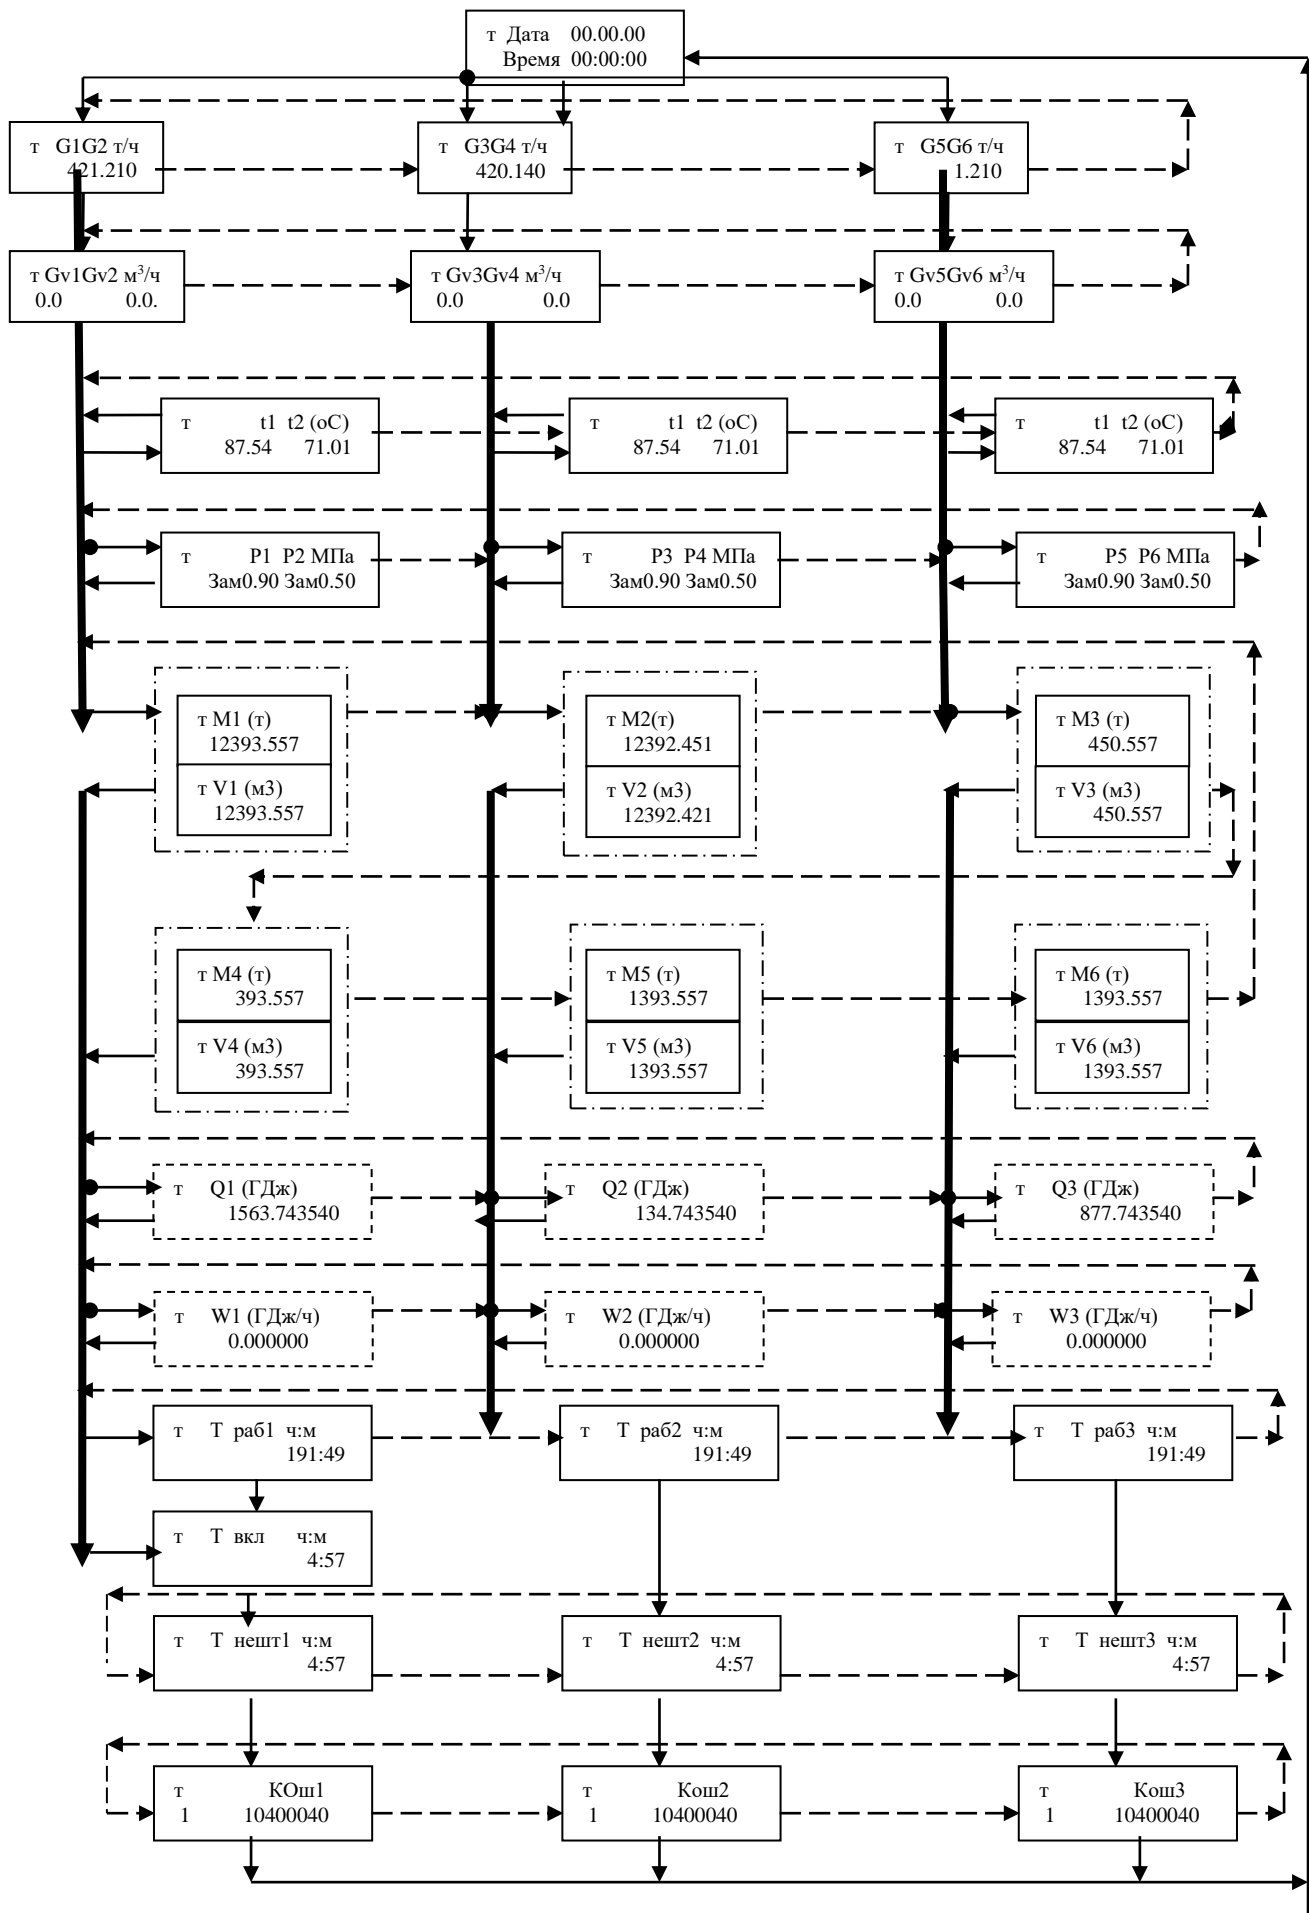 т Дата 00.00.00
Время 00:00:00
т G1G2 т/ч
421.210
т G3G4 т/ч
420.140
т G5G6 т/ч
1.210
т Gv1Gv2 м³/ч
0.0 0.0.
т Gv3Gv4 м³/ч
0.0 0.0
т Gv5Gv6 м³/ч
0.0 0.0
т t1 t2 (оС)
87.54 71.01
т t1 t2 (оС)
87.54 71.01
т t1 t2 (оС)
87.54 71.01
т P1 P2 МПа
Зам0.90 Зам0.50
т P3 P4 МПа
Зам0.90 Зам0.50
т P5 P6 МПа
Зам0.90 Зам0.50
т М1 (т)
12393.557
т V1 (м3)
12393.557
т М2(т)
12392.451
т V2 (м3)
12392.421
т М3 (т)
450.557
т V3 (м3)
450.557
т М4 (т)
393.557
т V4 (м3)
393.557
т М5 (т)
1393.557
т V5 (м3)
1393.557
т М6 (т)
1393.557
т V6 (м3)
1393.557
т Q1 (ГДж)
1563.743540
т Q2 (ГДж)
134.743540
т Q3 (ГДж)
877.743540
т W1 (ГДж/ч)
0.000000
т W2 (ГДж/ч)
0.000000
т W3 (ГДж/ч)
0.000000
т Т раб1 ч:м
191:49
т Т раб2 ч:м
191:49
т Т раб3 ч:м
191:49
т Т вкл ч:м
4:57
т Т нешт1 ч:м
4:57
т Т нешт2 ч:м
4:57
т Т нешт3 ч:м
4:57
т КОш1
1 10400040
т Кош2
1 10400040
т Кош3
1 10400040